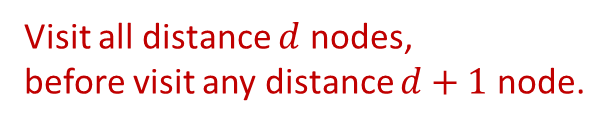 Visit all distance d nodes,
before visit any distance d + 1 node.